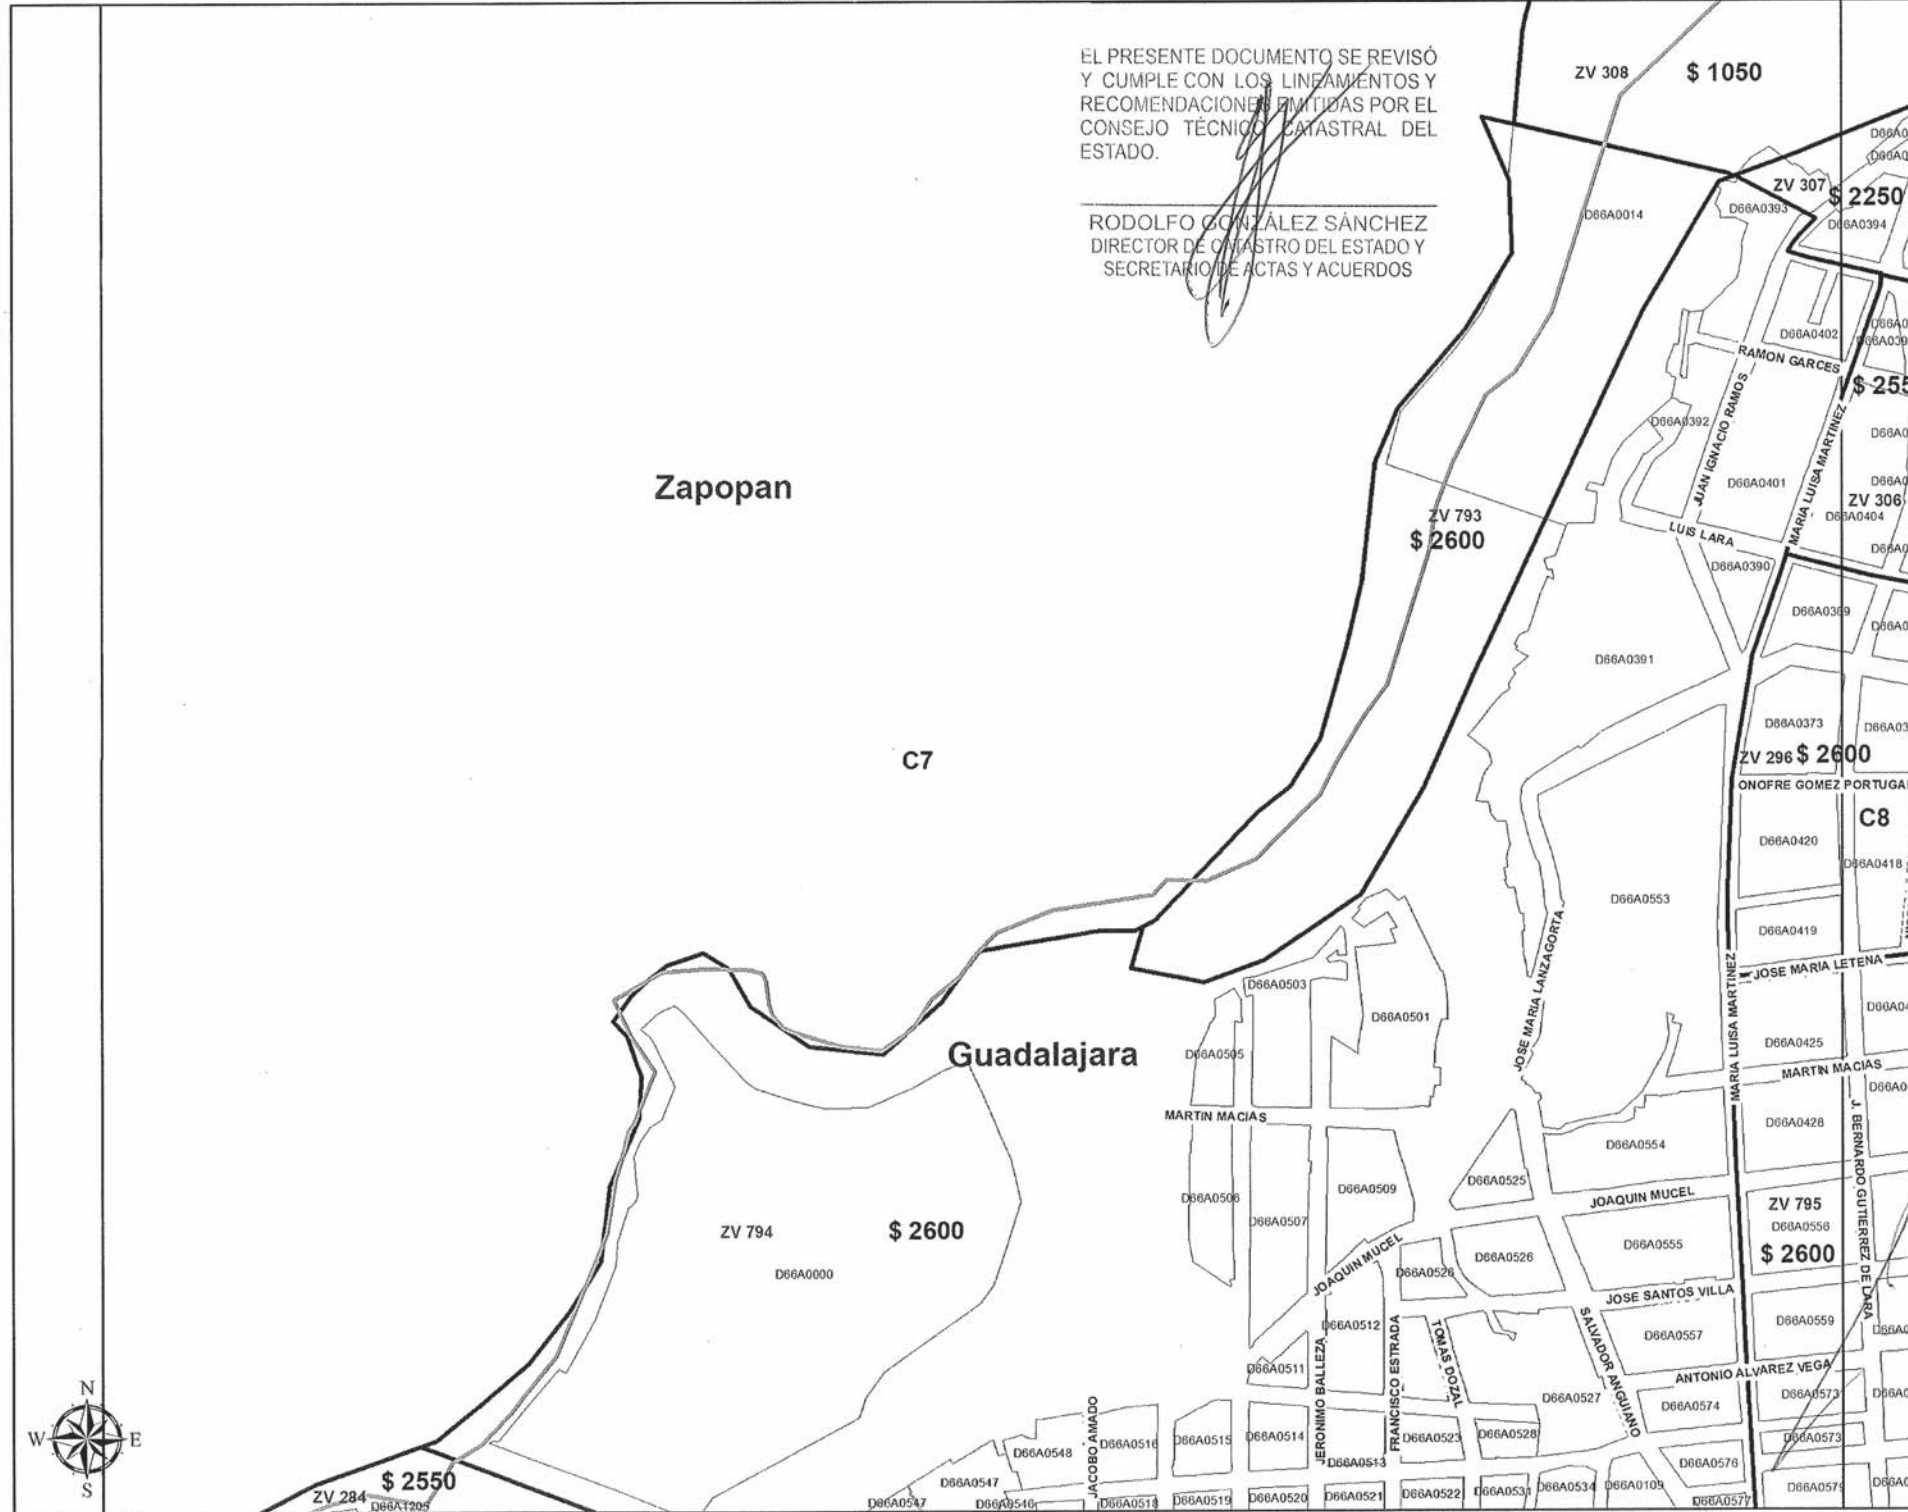 EL PRESENTE DOCUMENTO SE REVISÓ
Y CUMPLE CON LOS LINEAMIENTOS Y
RECOMENDACIONES EMITIDAS POR EL
CONSEJO TÉCNICO CATASTRAL DEL
ESTADO.
RODOLFO GONZÁLEZ SÁNCHEZ
DIRECTOR DE CATASTRO DEL ESTADO Y
SECRETARIO DE ACTAS Y ACUERDOS
ZV 308 $ 1050
ZV 307 $ 2250
D66A0014
D66A0393
D66A0394
D66A0402
RAMON GARCES
D66A0392
JUAN IGNACIO RAMOS
MARIA LUISA MARTINEZ
D66A0401
ZV 306
D66A0404
Zapopan
ZV 793
$ 2600
LUIS LARA
D66A0390
D66A0389
D66A0391
D66A0373
ZV 296 $ 2600
ONOFRE GOMEZ PORTUGA
C7
C8
D66A0420
D66A0418
D66A0553
D66A0419
JOSE MARIA LETENA
JOSE MARIA LANZAGORTA
MARIA LUISA MARTINEZ
D66A0503
D66A0501
D66A0505
Guadalajara
D66A0425
MARTIN MACIAS
MARTIN MACIAS
D66A0428
J. BERNARDO GUTIERREZ DE LARA
D66A0554
D66A0525
D66A0509
D66A0506
D66A0507
JOAQUIN MUCEL
ZV 795
D66A0556
$ 2600
ZV 794 $ 2600
D66A0000
D66A0555
D66A0526
D66A0526
JOAQUIN MUCEL
JOSE SANTOS VILLA
D66A0512
D66A0557
D66A0559
D66A0511
JERONIMO BALLEZA
FRANCISCO ESTRADA
TOMAS DOZAL
SALVADOR ANGUIANO
ANTONIO ALVAREZ VEGA
D66A0527
D66A0573
D66A0574
D66A0573
JACOBO AMADO
D66A0548
D66A0516
D66A0515
D66A0514
D66A0523
D66A0528
D66A0513
D66A0576
D66A0547
D66A0547
D66A0546
D66A0518
D66A0519
D66A0520
D66A0521
D66A0522
D66A0531
D66A0534
D66A0109
D66A0577
D66A0579
$ 2550
ZV 284
D66A1205
N
W E
S